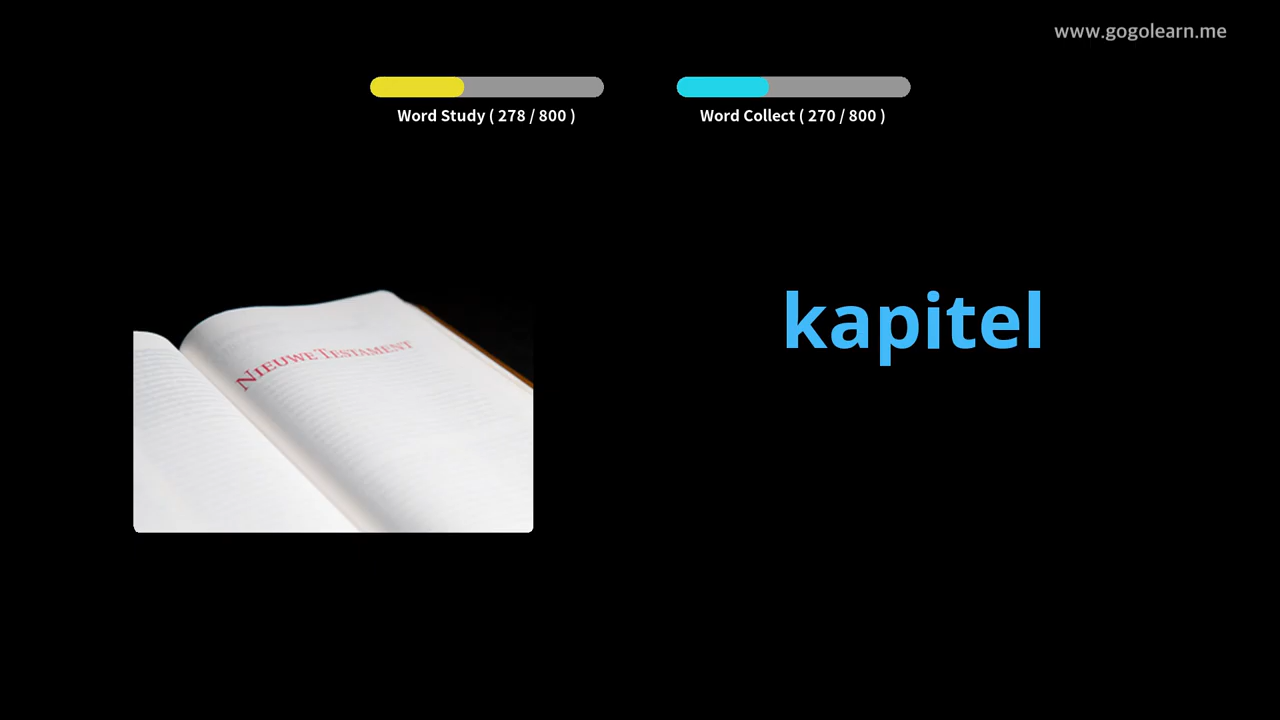 www.gogolearn.me
Word Study ( 278 / 800 )
Word Collect ( 270 / 800 )
NIEUWE TESTAMENT
kapitel